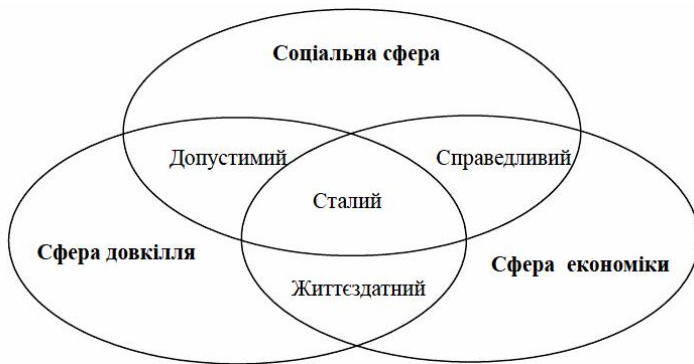 Соціальна сфера
Допустимий
Справедливий
Сталий
Сфера довкілля
Сфера економіки
Життєздатний